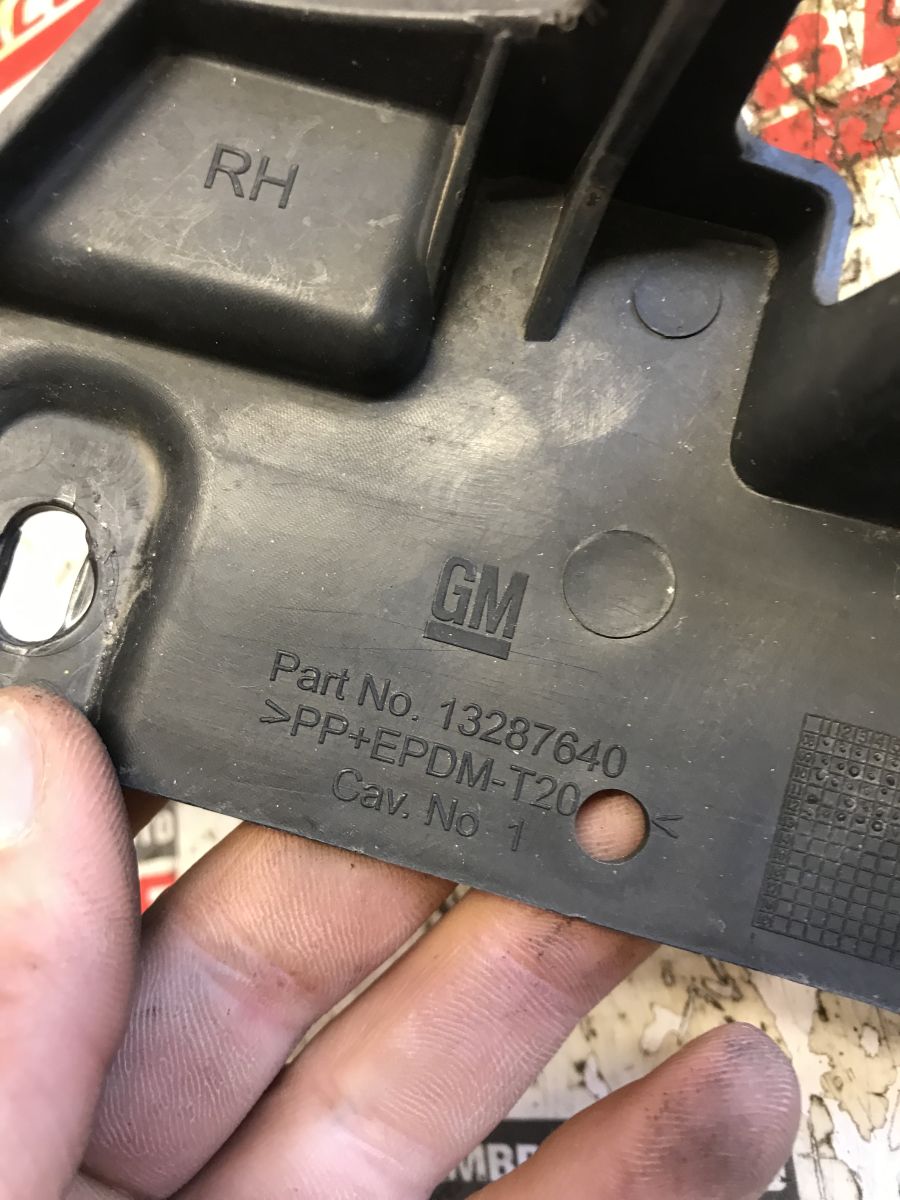 RH
GM
Part No. 13287640
>PP+EPDM-T20 <
Cav. No 1